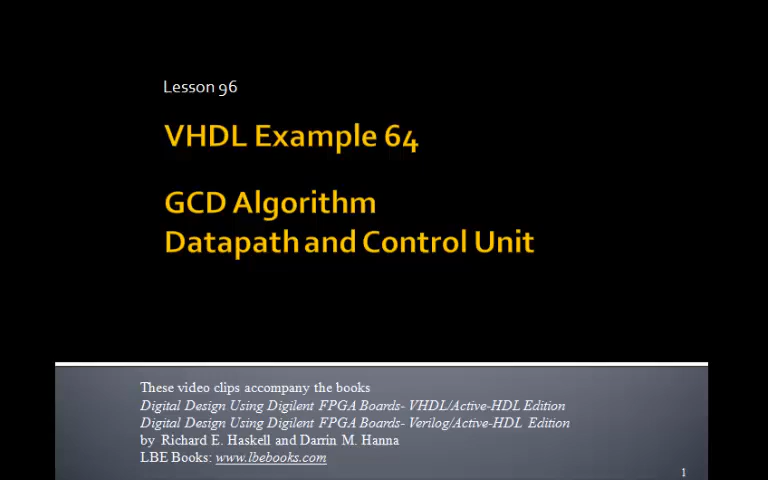 Lesson 96
VHDL Example 64
GCD Algorithm
Datapath and Control Unit
These video clips accompany the books
Digital Design Using Digilent FPGA Boards- VHDL/Active-HDL Edition
Digital Design Using Digilent FPGA Boards- Verilog/Active-HDL Edition
by Richard E. Haskell and Darrin M. Hanna
LBE Books: www.lbebooks.com
1